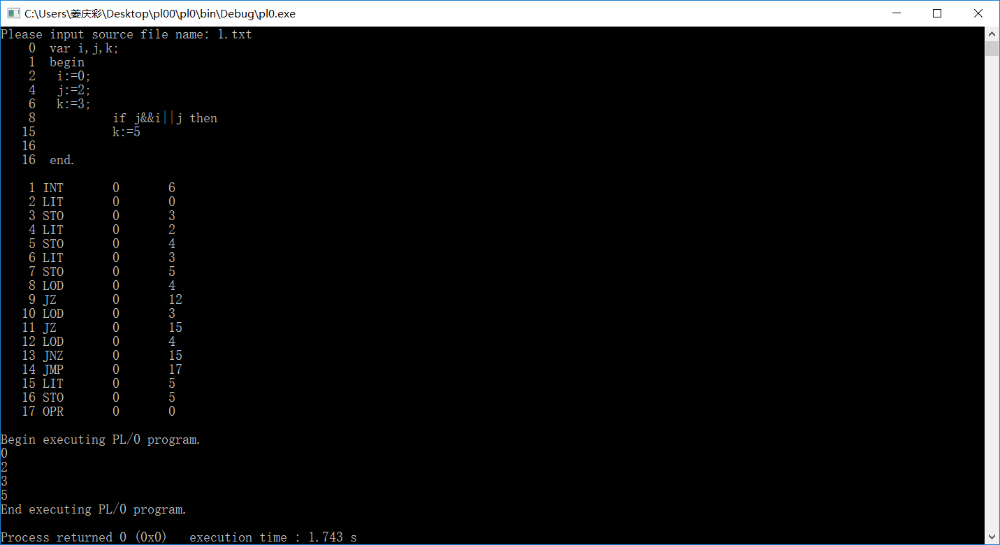 C:\Users\姜庆彩\Desktop\pl00\pl0\bin\Debug\pl0.exe
Please input source file name: 1.txt
0 var i,j,k;
1 begin
2 i:=0;
4 j:=2;
6 k:=3;
8 if j&&i||j then
15 k:=5
16
16 end.
1 INT 0 6
2 LIT 0 0
3 STO 0 3
4 LIT 0 2
5 STO 0 4
6 LIT 0 3
7 STO 0 5
8 LOD 0 4
9 JZ 0 12
10 LOD 0 3
11 JZ 0 15
12 LOD 0 4
13 JNZ 0 15
14 JMP 0 17
15 LIT 0 5
16 STO 0 5
17 OPR 0 0
Begin executing PL/0 program.
0
2
3
5
End executing PL/0 program.
Process returned 0 (0x0) execution time : 1.743 s